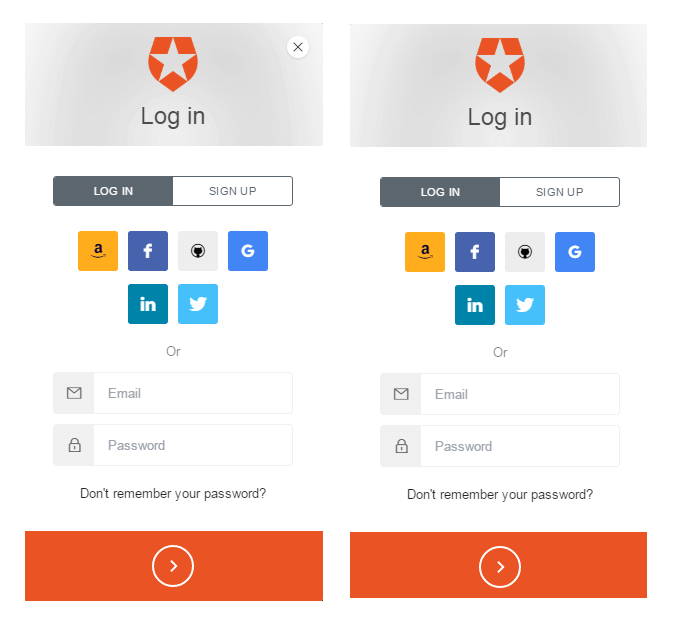 Log in
LOG IN
SIGN UP
a
f
G
in
Or
Email
Password
Don't remember your password?
Log in
LOG IN
SIGN UP
a
f
G
in
Or
Email
Password
Don't remember your password?